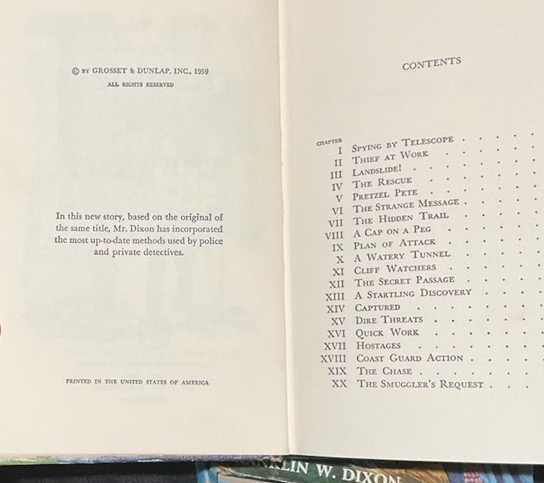 © BY GROSSET & DUNLAP, INC., 1959
ALL RIGHTS RESERVED
In this new story, based on the original of
the same title, Mr. Dixon has incorporated
the most up-to-date methods used by police
and private detectives.
PRINTED IN THE UNITED STATES OF AMERICA
CONTENTS
CHAPTER
I SPYING BY TELESCOPE
II THIEF AT WORK
III LANDSLIDE!
IV THE RESCUE
V PRETZEL PETE
VI THE STRANGE MESSAGE
VII THE HIDDEN TRAIL
VIII A CAP ON A PEG
IX PLAN OF ATTACK
X A WATERY TUNNEL
XI CLIFF WATCHERS
XII THE SECRET PASSAGE
XIII A STARTLING DISCOVERY
XIV CAPTURED
XV DIRE THREATS
XVI QUICK WORK
XVII HOSTAGES
XVIII COAST GUARD ACTION
XIX THE CHASE
XX THE SMUGGLER'S REQUEST
KLIN W. DIXON